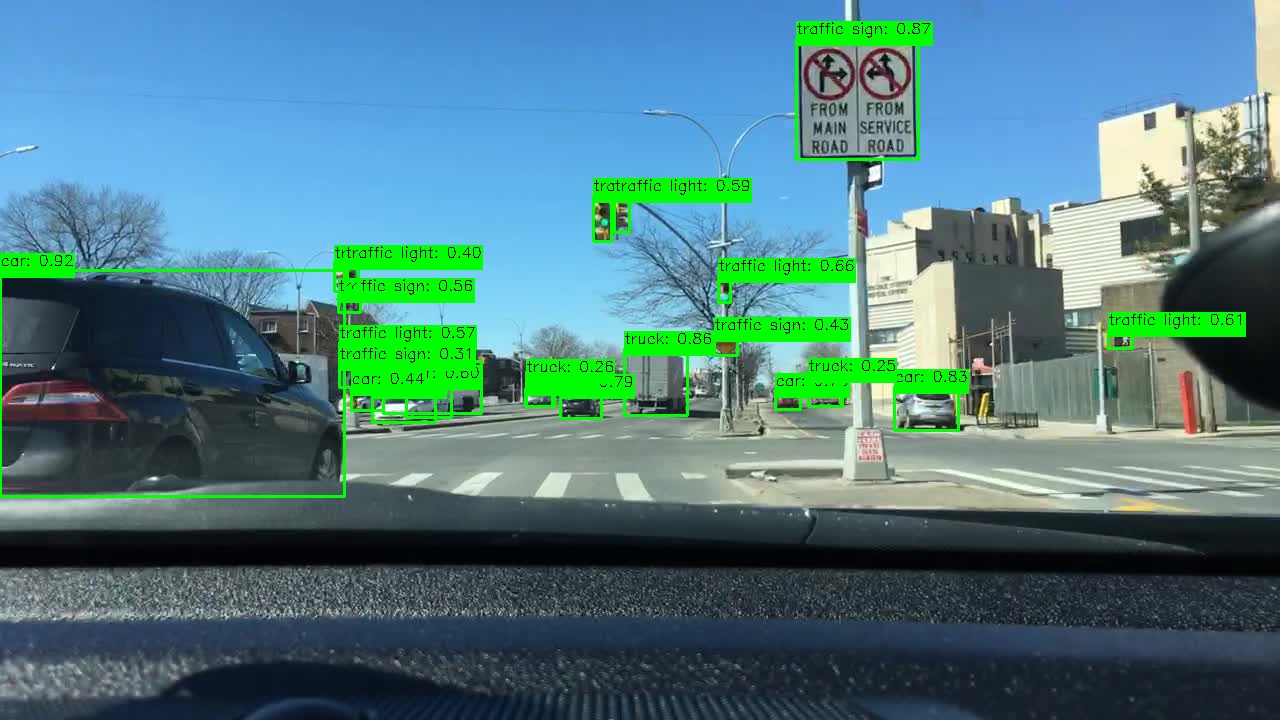 traffic sign: 0.87
FROM MAIN ROAD
FROM SERVICE ROAD
traffic light: 0.59
car: 0.92
traffic light: 0.40
traffic light: 0.66
traffic sign: 0.56
traffic light: 0.61
traffic light: 0.57
traffic sign: 0.43
truck: 0.86
traffic sign: 0.31
truck: 0.26
truck: 0.25
car: 0.44
car: 0.83